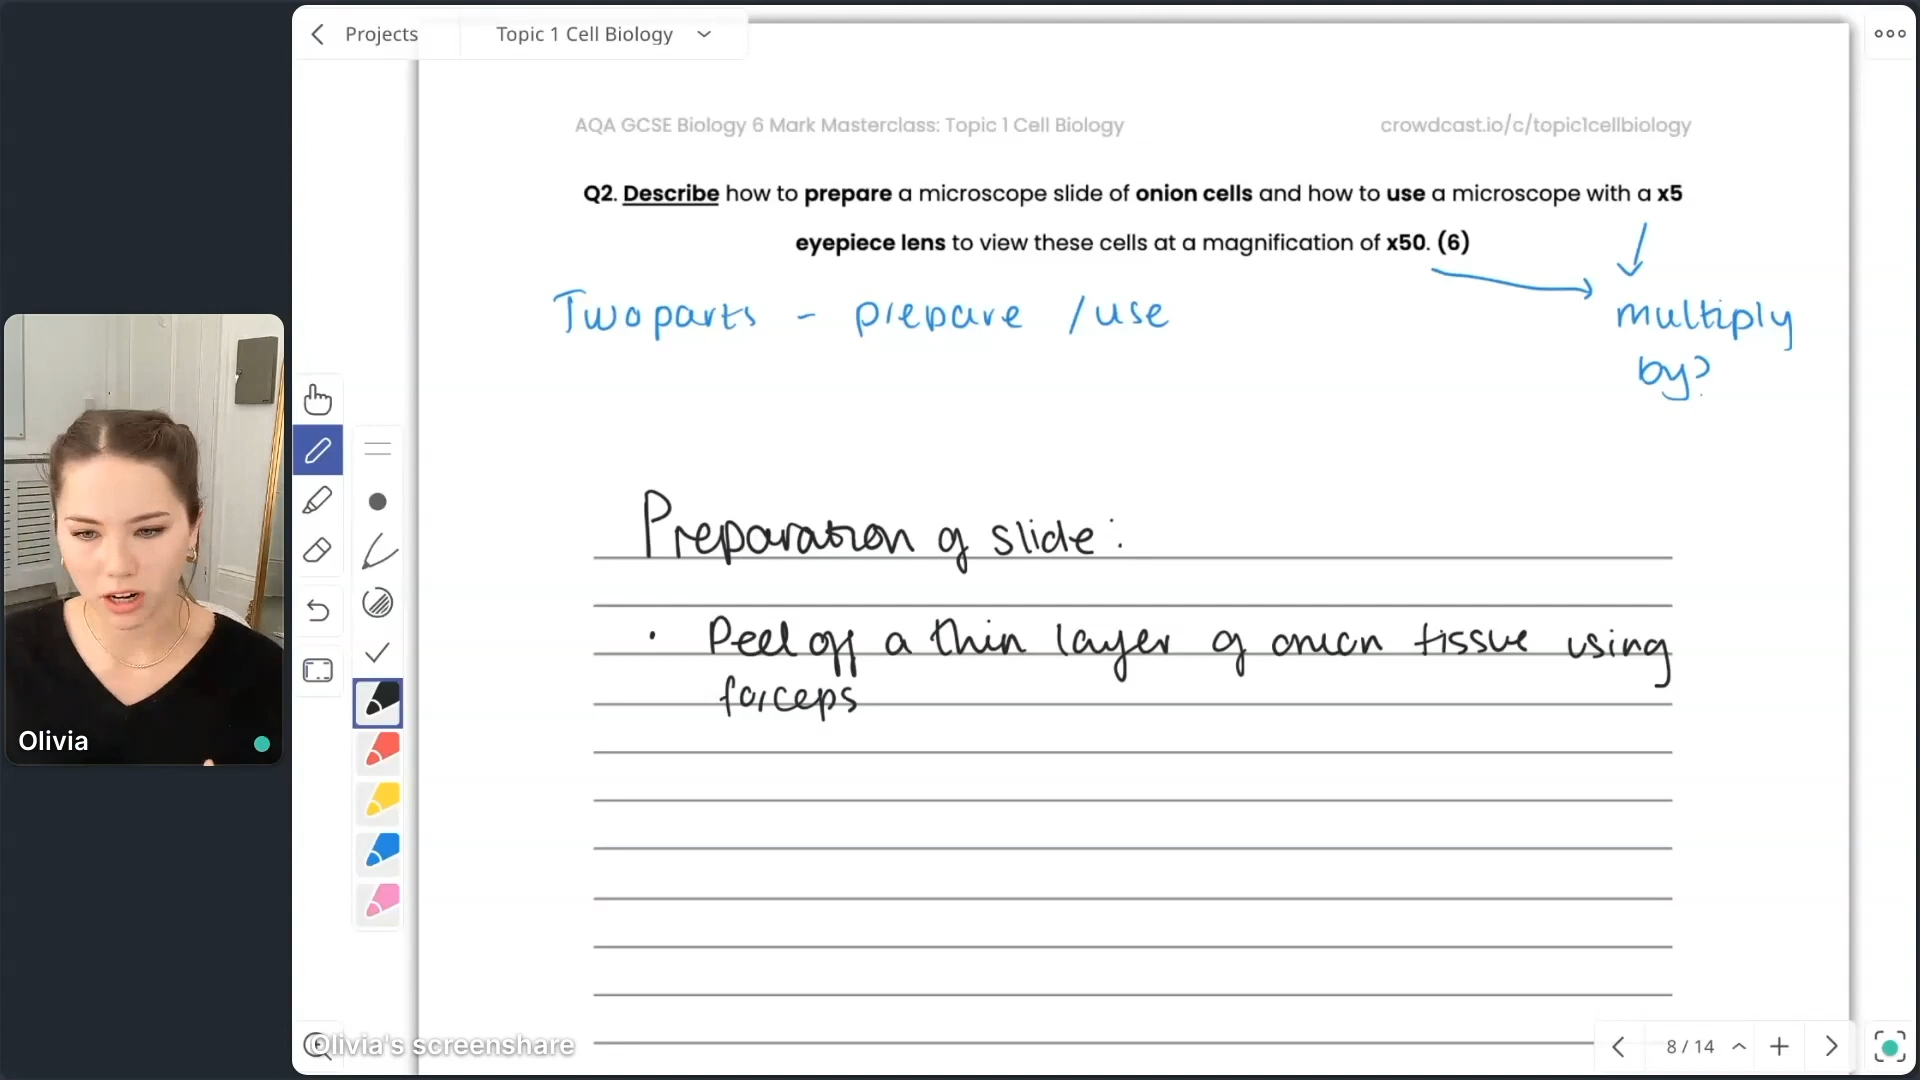 Projects
Topic 1 Cell Biology
AQA GCSE Biology 6 Mark Masterclass: Topic 1 Cell Biology
crowdcast.io/c/topic1cellbiology
Q2. Describe how to prepare a microscope slide of onion cells and how to use a microscope with a x5
eyepiece lens to view these cells at a magnification of x50. (6)
Two parts - prepare / use
multiply
by?
Preparation of slide:
• Peel off a thin layer of onion tissue using
forceps
Olivia
Olivia's screenshare
8 / 14